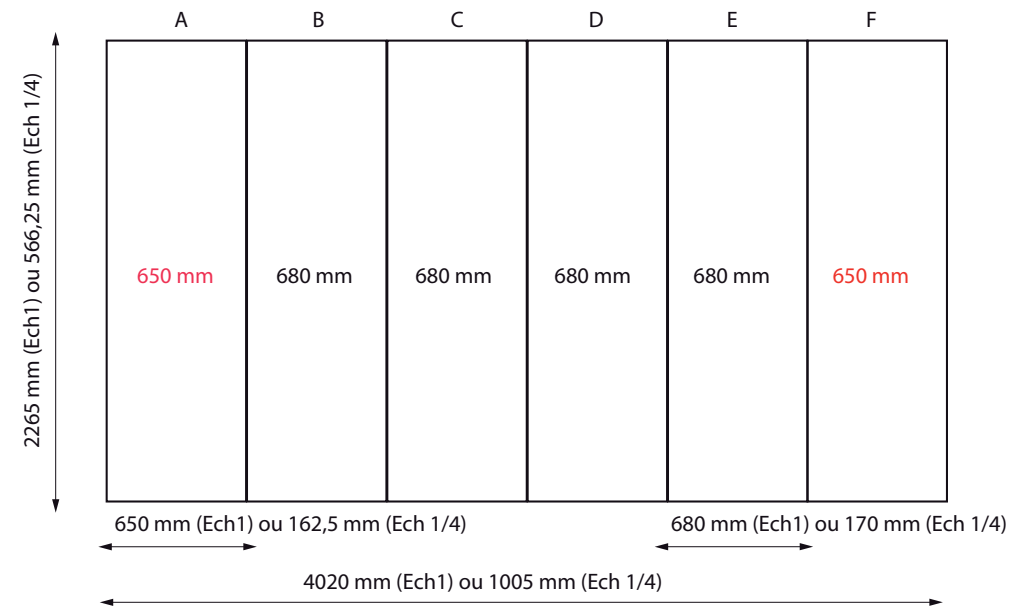 A
B
C
D
E
F
2265 mm (Ech1) ou 566,25 mm (Ech 1/4)
650 mm
680 mm
680 mm
680 mm
680 mm
650 mm
650 mm (Ech1) ou 162,5 mm (Ech 1/4)
680 mm (Ech1) ou 170 mm (Ech 1/4)
4020 mm (Ech1) ou 1005 mm (Ech 1/4)